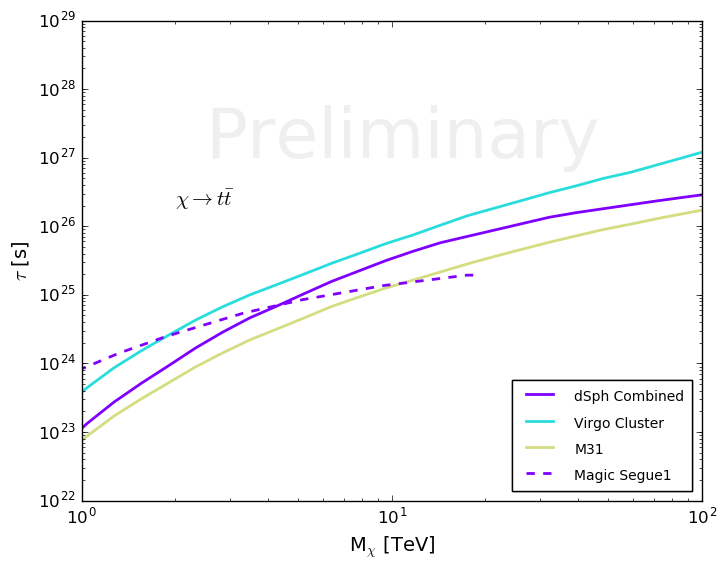 10^29
10^28
10^27
10^26
10^25
10^24
10^23
10^22
τ [s]
Preliminary
χ → tt̄
dSph Combined
Virgo Cluster
M31
Magic Segue1
10^0
10^1
10^2
M_χ [TeV]